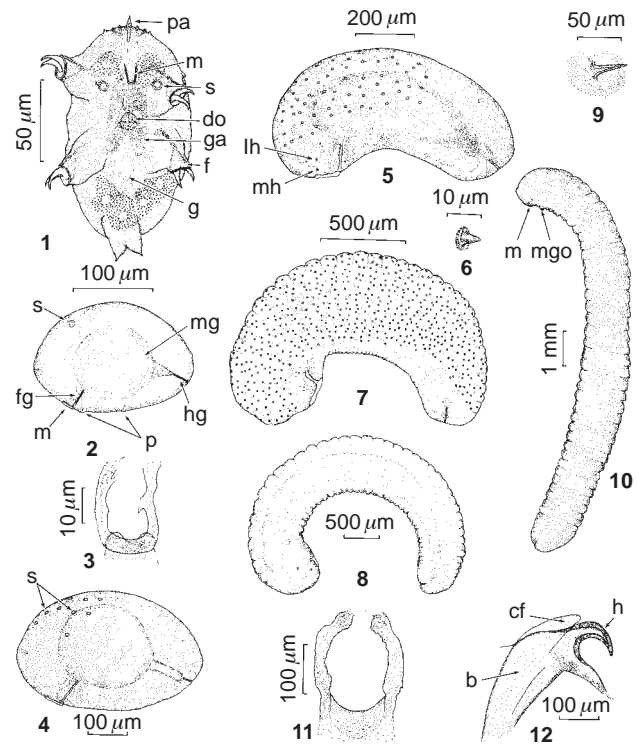 pa
m
s
50 μm
do
ga
f
g
1
200 μm
lh
mh
5
50 μm
9
10 μm
6
m mgo
1 mm
10
100 μm
s
mg
fg
m
hg
p
2
500 μm
7
10 μm
3
500 μm
8
s
4
100 μm
100 μm
11
cf
h
b
12
100 μm